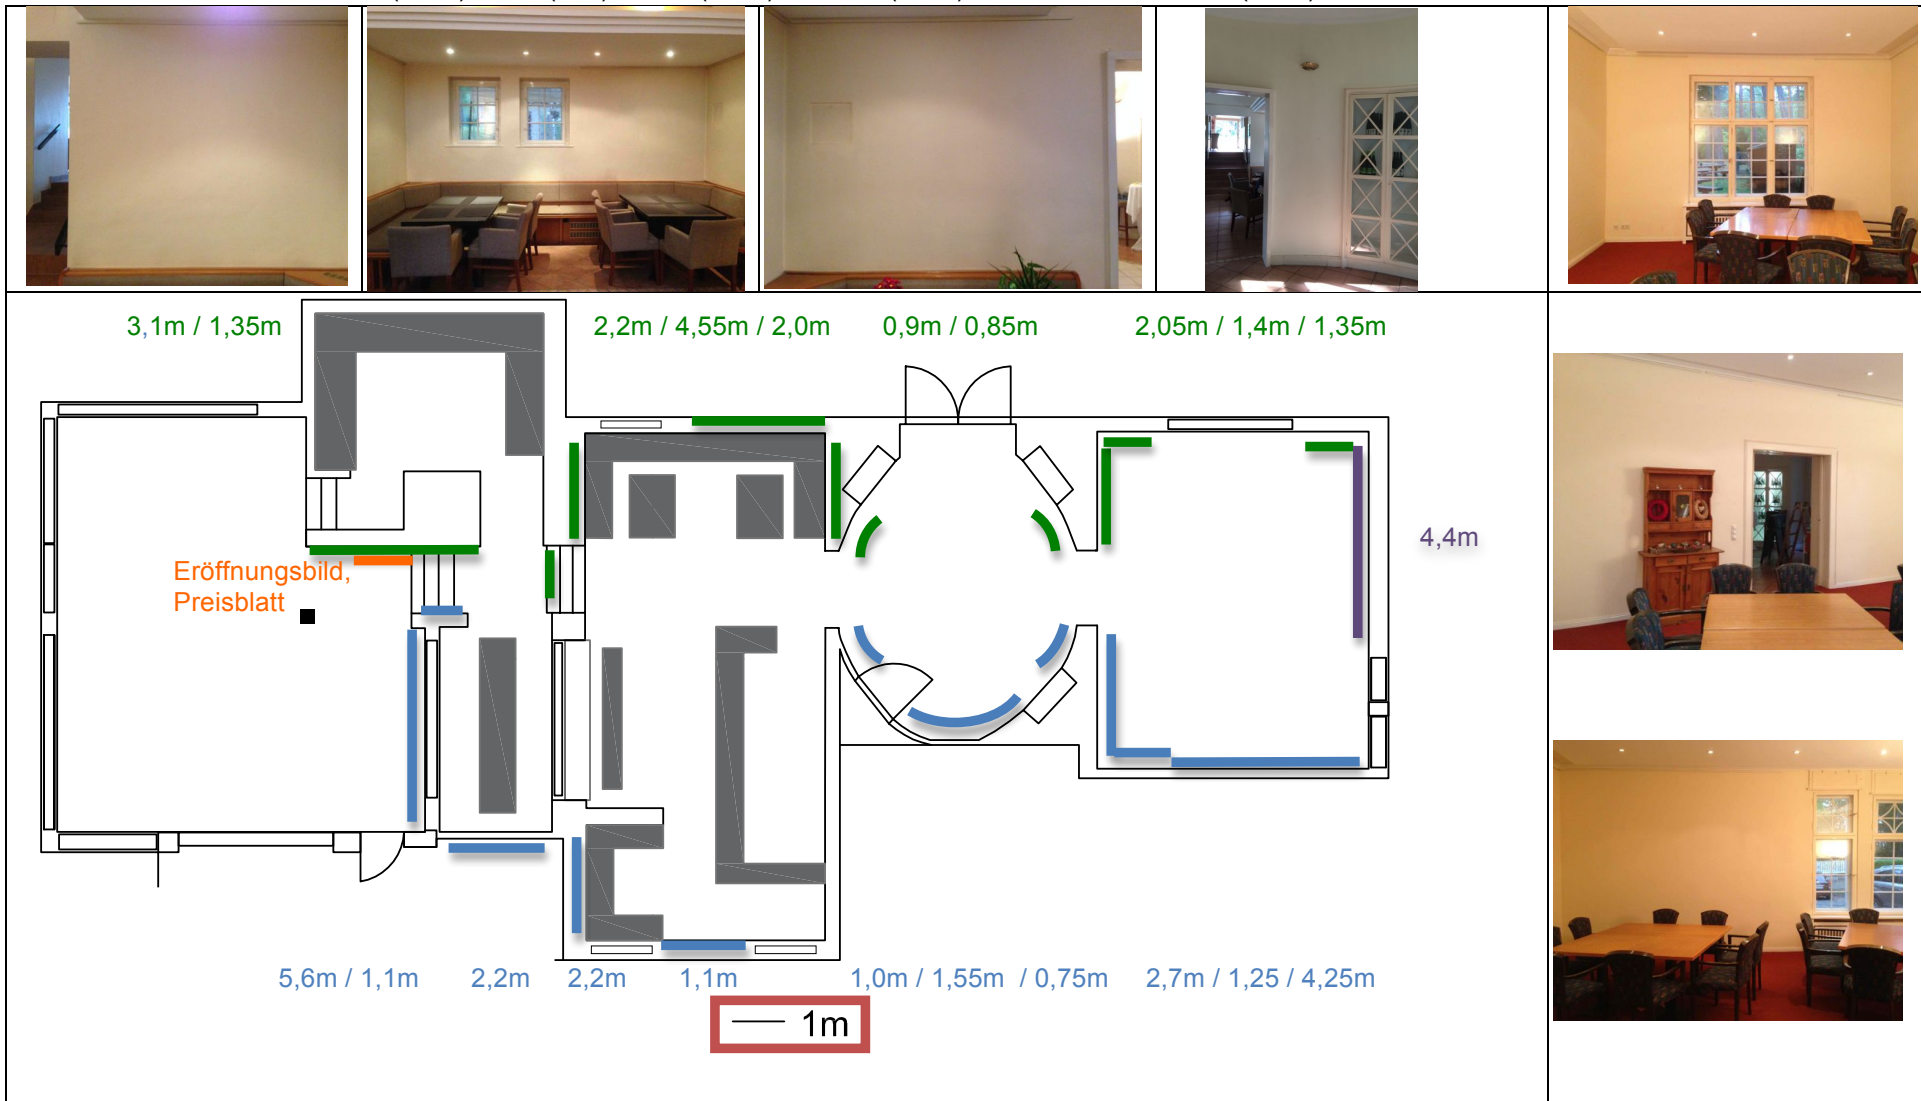 3,1m / 1,35m
2,2m / 4,55m / 2,0m
0,9m / 0,85m
2,05m / 1,4m / 1,35m
4,4m
Eröffnungsbild,
Preisblatt
5,6m / 1,1m
2,2m
2,2m
1,1m
1,0m / 1,55m / 0,75m
2,7m / 1,25 / 4,25m
1m